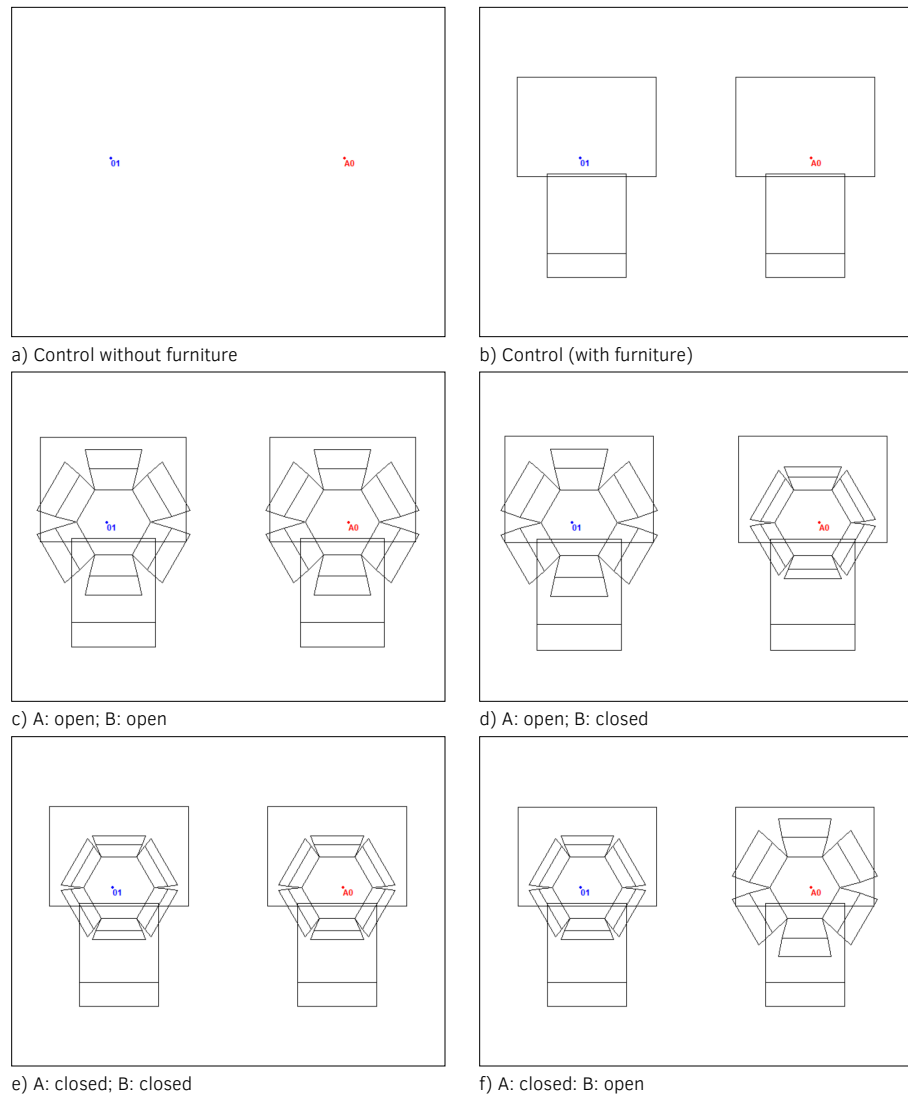 01 A0
01 A0
a) Control without furniture
b) Control (with furniture)
01 A0
01 A0
c) A: open; B: open
d) A: open; B: closed
01 A0
01 A0
e) A: closed; B: closed
f) A: closed: B: open